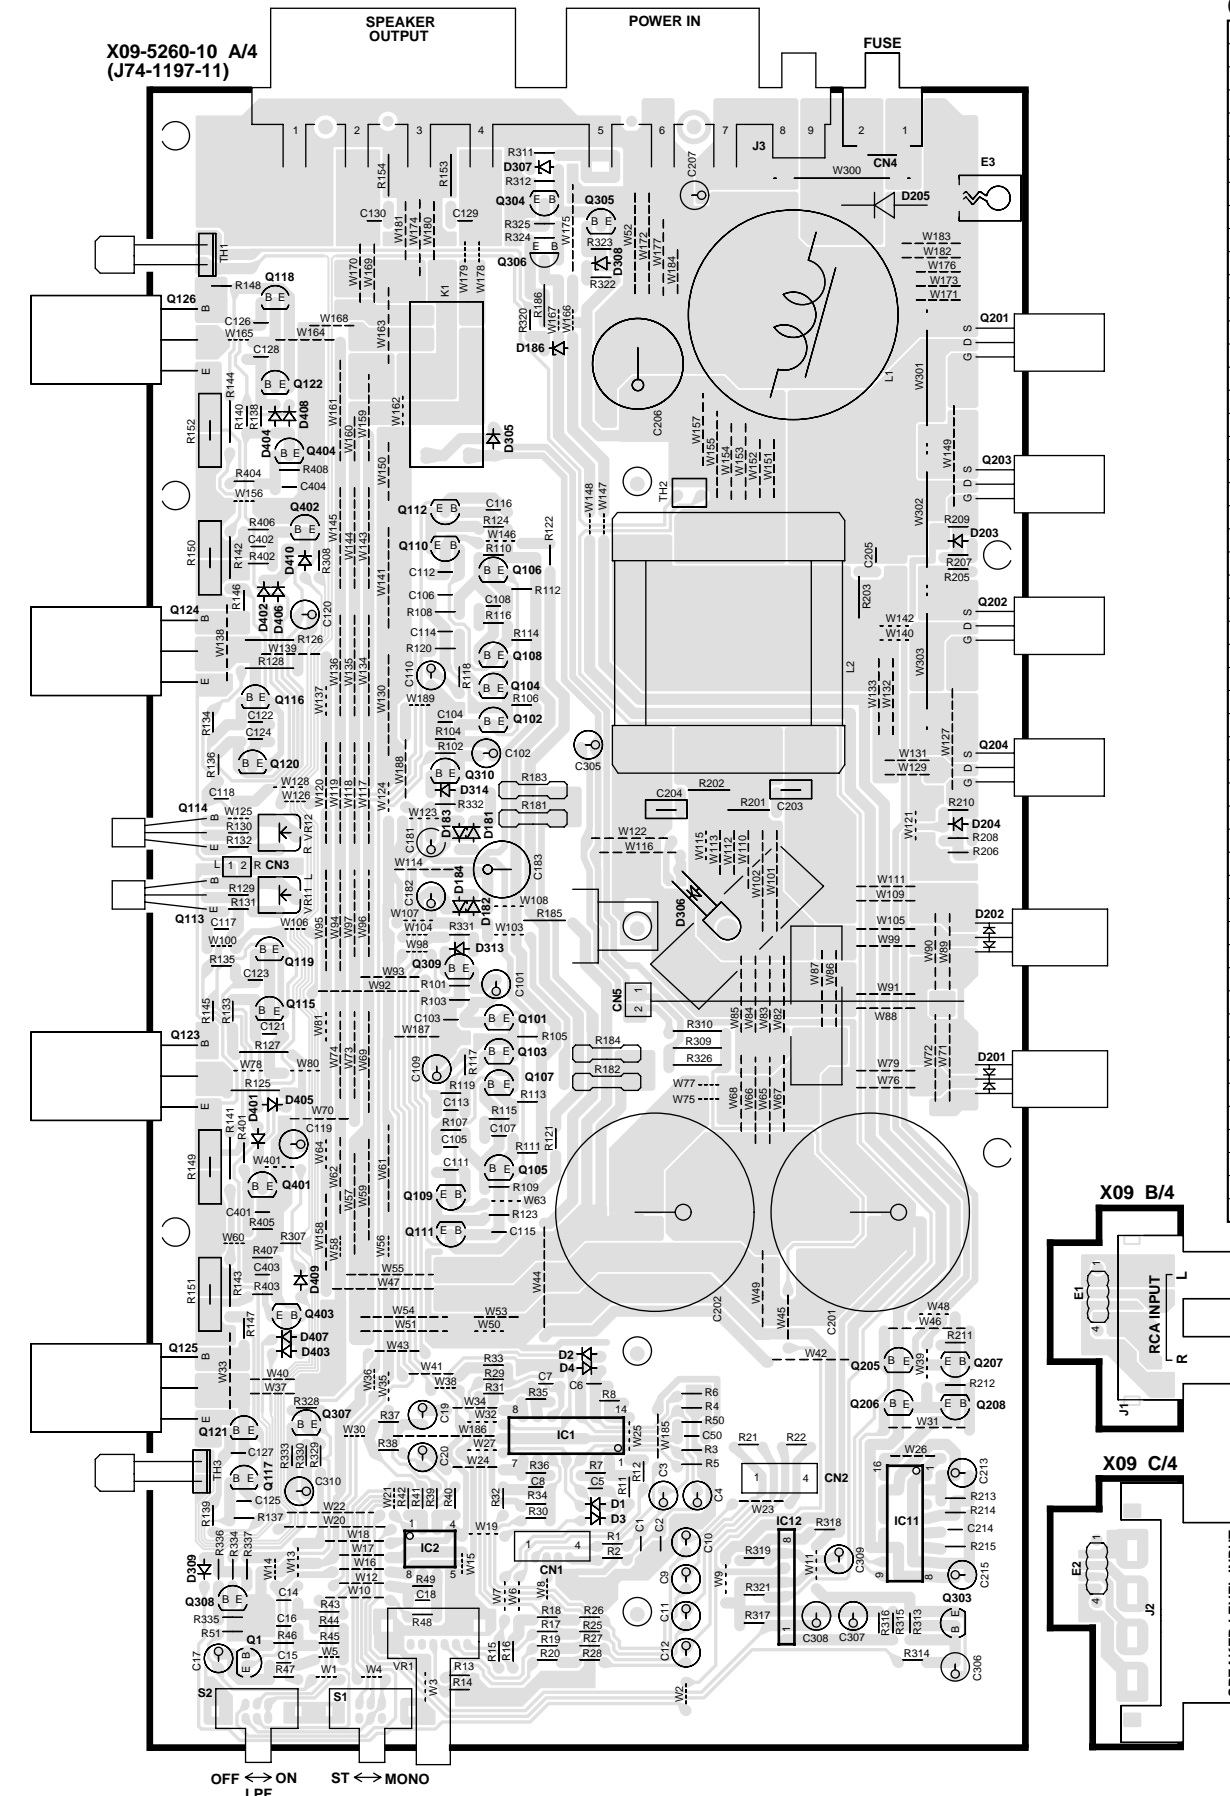 SPEAKER
OUTPUT
POWER IN
X09-5260-10 A/4
(J74-1197-11)
FUSE
1 2 3 4 5 6 7 8 9 2 1
J3
CN4
E3
C207
W300
D205
R154
R153
R311
D307
R312
Q304
E B
Q305
B E
C130
C129
R325
R324
E B
Q306
R323
D308
R322
W181
W174
W180
W175
W52
W172
W177
W184
W183
W182
W176
W173
W171
TH1
W170
W169
W179
W178
R148
Q118
B E
Q126
B
E
C126
W165
W168
W164
C128
W163
K1
R320
R186
W167
W166
D186
Q201
S
D
G
L1
W301
C206
Q122
B E
R144
R152
R140
R138
D408
D404
Q404
B E
R408
C404
R404
W156
W161
W160
W159
W162
W150
D305
W157
W155
W154
W153
W152
W151
W149
Q203
S
D
G
TH2
W148
W147
W302
Q402
B E
R406
C402
R402
R150
R142
D410
R308
W145
W144
W143
Q112
E B
C116
R124
W146
R110
Q110
E B
R122
C112
Q106
B E
R112
C106
C108
R108
R116
C205
R203
R209
D203
R207
R205
R146
D402
D406
C120
W141
Q124
B
E
W138
R126
W139
R128
C114
R120
R114
Q108
B E
C110
R118
Q104
B E
R106
W189
W142
W140
W303
L2
Q202
S
D
G
W136
W135
W134
W137
W130
Q116
B E
C122
C124
R134
R136
Q120
B E
C104
R104
R102
Q102
B E
C102
C305
W133
W132
W127
Q204
S
D
G
W131
W129
W188
Q310
E B
D314
R332
R183
R181
W128
W126
W120
W119
W118
W117
W124
C118
Q114
B
E
W125
R130
R132
R VR12
W123
D183
D181
C181
R202
C204
R201
C203
R210
D204
R208
R206
W121
W122
W116
W115
W113
W112
W110
W102
W101
L 1 2 R CN3
B
E
R129
R131
Q113
C117
W100
VR11 L
W106
W114
D184
D182
C182
C183
W107
W104
W108
R185
W103
R331
D306
W111
W109
W105
W99
D202
W95
W94
W97
W96
W98
D313
Q309
B E
R135
Q119
B E
C123
W93
W92
R101
R103
C101
CN5
1
2
W87
W86
W90
W89
W91
W88
R145
R133
Q115
B E
C121
R127
W81
W187
C103
Q101
B E
R105
R310
R309
R326
W85
W84
W83
W82
Q123
B
E
W78
W80
R125
W74
W73
W69
C109
R117
Q103
B E
Q107
B E
R184
R182
W79
W76
W72
W71
D201
W77
W75
W68
W66
W65
W67
D401
D405
W70
R119
C113
R113
R115
R107
C107
C105
R121
R111
R141
R401
C119
R149
W401
Q401
B E
W64
W62
W57
W59
W61
C111
Q105
B E
Q109
E B
R109
W63
R123
C115
Q111
E B
C401
R405
W60
R407
R307
W158
W58
W56
C403
R403
D409
W55
W47
W44
C202
W49
W45
C201
R151
R143
R147
Q403
E B
D407
D403
W54
W51
W53
W50
W48
W46
R211
Q125
B
E
W33
W40
W37
W43
W36
W35
W41
W38
R33
R29
R31
D2
D4
C7
C6
R35
R8
W42
Q205
B E
W39
Q207
E B
R212
Q206
B E
Q208
E B
W31
R328
Q307
B E
R37
C19
W34
W32
W186
W27
W24
8 14
IC1
7 1
W25
W185
R6
R4
R50
C50
R3
R5
Q121
B E
C127
W30
R38
C20
R21
R22
W26
TH3
R333
R330
R329
Q117
B E
C310
C125
R137
R139
W22
W20
W21
R42
R41
R39
R40
R32
R36
C8
R34
R30
R7
C5
R11
R12
C3
C4
D1
D3
1 4
CN2
W23
16 1
IC11
9 8
C213
R213
R214
C214
R215
C215
D309
R336
R334
R337
W14
W13
W18
W17
W16
W12
W10
1 4
IC2
8 5
W19
W15
1 4
CN1
R1
R2
C1
C2
C10
IC12
8
1
R318
C309
R319
R321
R317
W11
W9
Q308
B E
R335
R51
C14
C16
R46
C15
R47
R43
R44
R45
W5
W1
W4
R49
C18
R48
W7
W6
W8
R18
R17
R19
R20
R26
R25
R27
R28
R15
R16
C9
C11
C12
C308
C307
R316
R315
R313
Q303
B
E
R314
C306
C17
Q1
E B
VR1
W3
R13
R14
W2
S2
S1
OFF ↔ ON
LPF
ST ↔ MONO
X09 B/4
E1
1
4
RCA INPUT
L
R
J1
X09 C/4
E2
1
4
J2